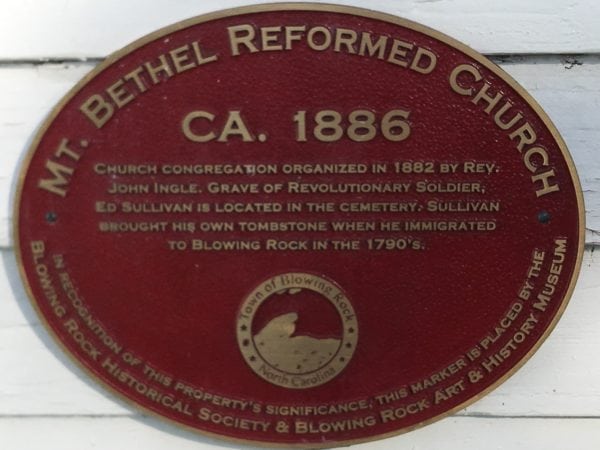 MT. BETHEL REFORMED CHURCH
CA. 1886
CHURCH CONGREGATION ORGANIZED IN 1882 BY REV.
JOHN INGLE. GRAVE OF REVOLUTIONARY SOLDIER,
ED SULLIVAN IS LOCATED IN THE CEMETERY. SULLIVAN
BROUGHT HIS OWN TOMBSTONE WHEN HE IMMIGRATED
TO BLOWING ROCK IN THE 1790'S.
Town of Blowing Rock
North Carolina
IN RECOGNITION OF THIS PROPERTY'S SIGNIFICANCE, THIS MARKER IS PLACED BY THE
BLOWING ROCK HISTORICAL SOCIETY & BLOWING ROCK ART & HISTORY MUSEUM